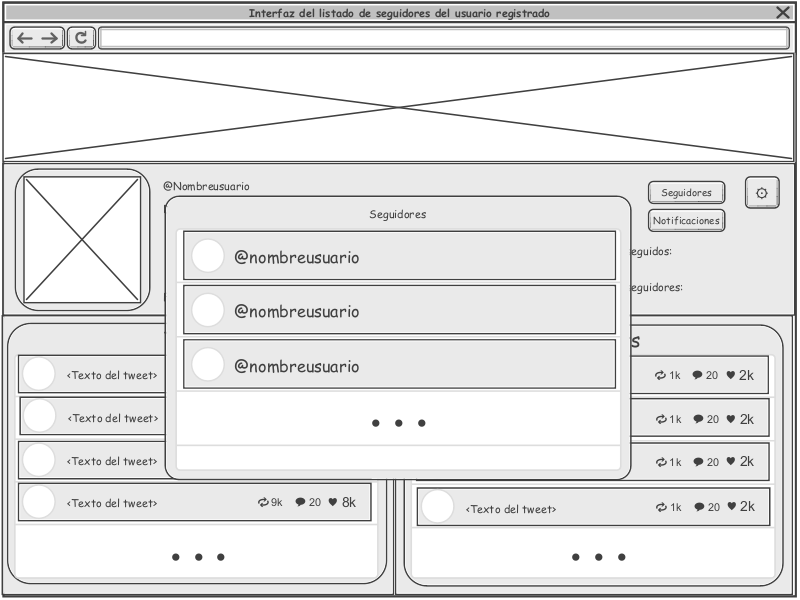 Interfaz del listado de seguidores del usuario registrado
@Nombreusuario
Seguidores
Notificaciones
eguidos:
eguidores:
Seguidores
@nombreusuario
@nombreusuario
@nombreusuario
s
<Texto del tweet>
<Texto del tweet>
<Texto del tweet>
<Texto del tweet> 9k 20 8k
1k 20 2k
1k 20 2k
1k 20 2k
<Texto del tweet> 1k 20 2k